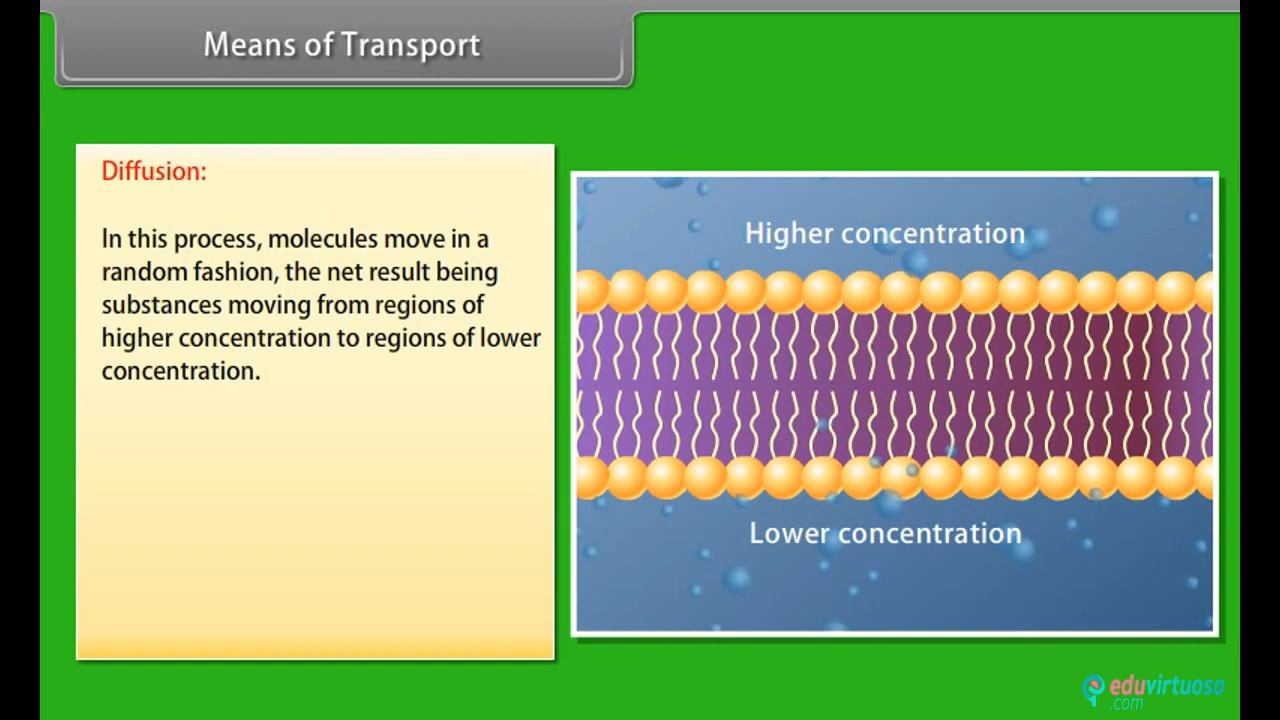 Means of Transport
Diffusion:
In this process, molecules move in a
random fashion, the net result being
substances moving from regions of
higher concentration to regions of lower
concentration.
Higher concentration
Lower concentration
eduvirtuoso
.com